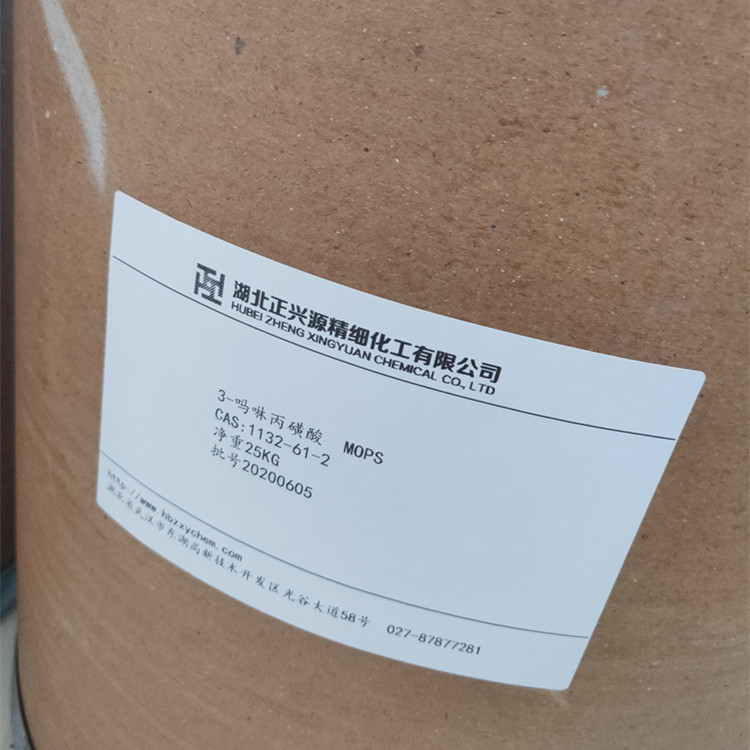 湖北正兴源精细化工有限公司
HUBEI ZHENG XINGYUAN CHEMICAL CO., LTD
3-吗啉丙磺酸 MOPS
CAS:1132-61-2
净重25KG
批号20200605
http://www.hbzxychem.com
湖北省武汉市东湖高新技术开发区光谷大道58号 027-87877281